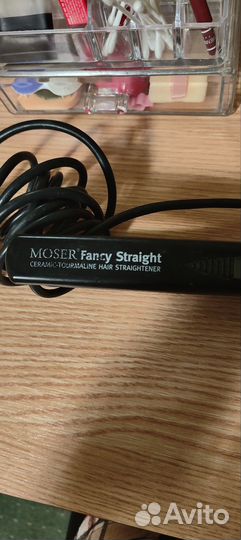 MOSER® Fancy Straight
CERAMIC-TOURMALINE HAIR STRAIGHTENER
Avito